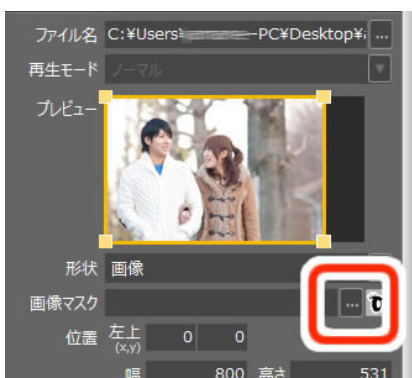 ファイル名 C:¥Users¥ -PC¥Desktop¥ ...
再生モード ノーマル
プレビュー
形状 画像
画像マスク ...
位置 左上 0 0
(x,y)
幅 800 高さ 531